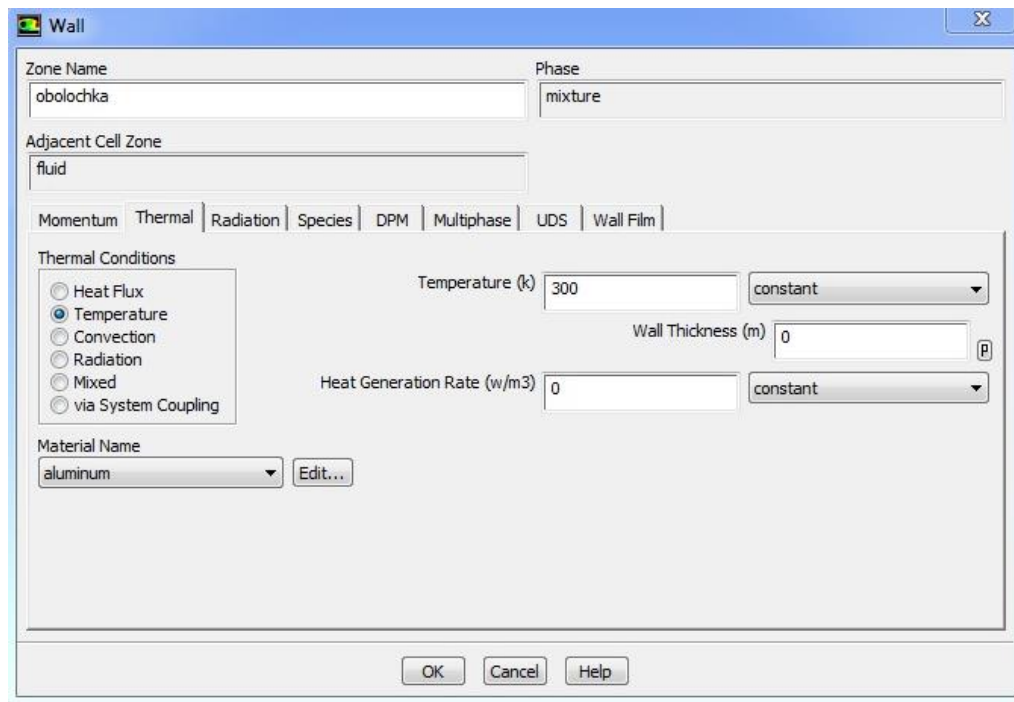 Wall
Zone Name
obolochka
Phase
mixture
Adjacent Cell Zone
fluid
Momentum Thermal Radiation Species DPM Multiphase UDS Wall Film
Thermal Conditions
Heat Flux
Temperature
Convection
Radiation
Mixed
via System Coupling
Temperature (k) 300 constant
Wall Thickness (m) 0 P
Heat Generation Rate (w/m3) 0 constant
Material Name
aluminum Edit...
OK Cancel Help